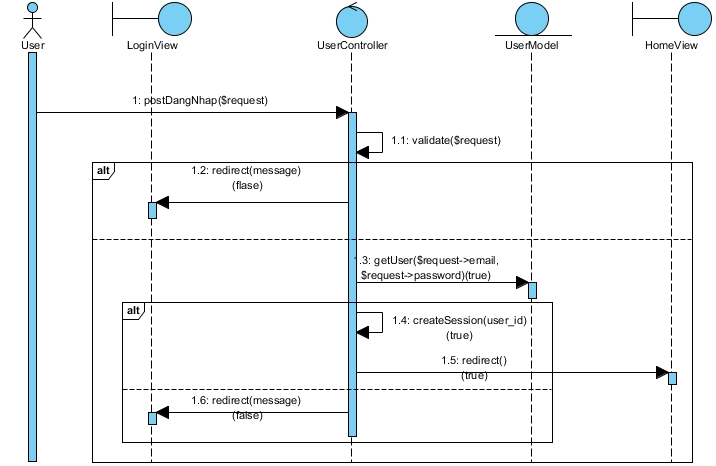 User
LoginView
UserController
UserModel
HomeView
1: postDangNhap($request)
1.1: validate($request)
alt
1.2: redirect(message)
(flase)
1.3: getUser($request->email,
$request->password)(true)
alt
1.4: createSession(user_id)
(true)
1.5: redirect()
(true)
1.6: redirect(message)
(false)